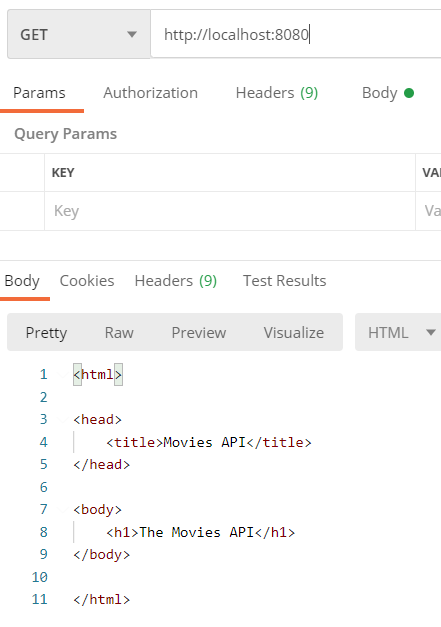 GET http://localhost:8080
Params Authorization Headers (9) Body
Query Params
KEY VA
Key Va
Body Cookies Headers (9) Test Results
Pretty Raw Preview Visualize HTML
1 <html>
2
3 <head>
4 <title>Movies API</title>
5 </head>
6
7 <body>
8 <h1>The Movies API</h1>
9 </body>
10
11 </html>